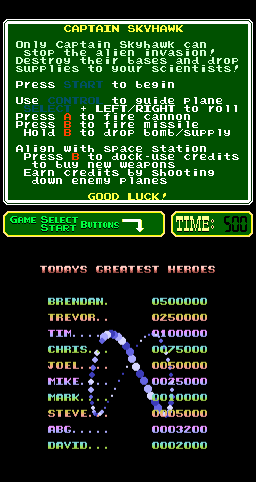 CAPTAIN SKYHAWK
Only Captain Skyhawk can
stop the alien invasion!
Destroy their bases and drop
supplies to your scientists!
Press START to begin
Use CONTROL to guide plane
SELECT + LEFT/RIGHT to roll
Press A to fire cannon
Press B to fire missile
Hold B to drop bomb/supply
Align with space station
Press B to dock-use credits
to buy new weapons
Earn credits by shooting
down enemy planes
GOOD LUCK!
GAME SELECT
START BUTTONS
TIME: 500
TODAYS GREATEST HEROES
BRENDAN. 0500000
TREVOR.. 0250000
TIM..... 0100000
CHRIS... 0075000
JOEL.... 0050000
MIKE.... 0025000
MARK.... 0010000
STEVE... 0005000
ABG..... 0003200
DAVID... 0002000